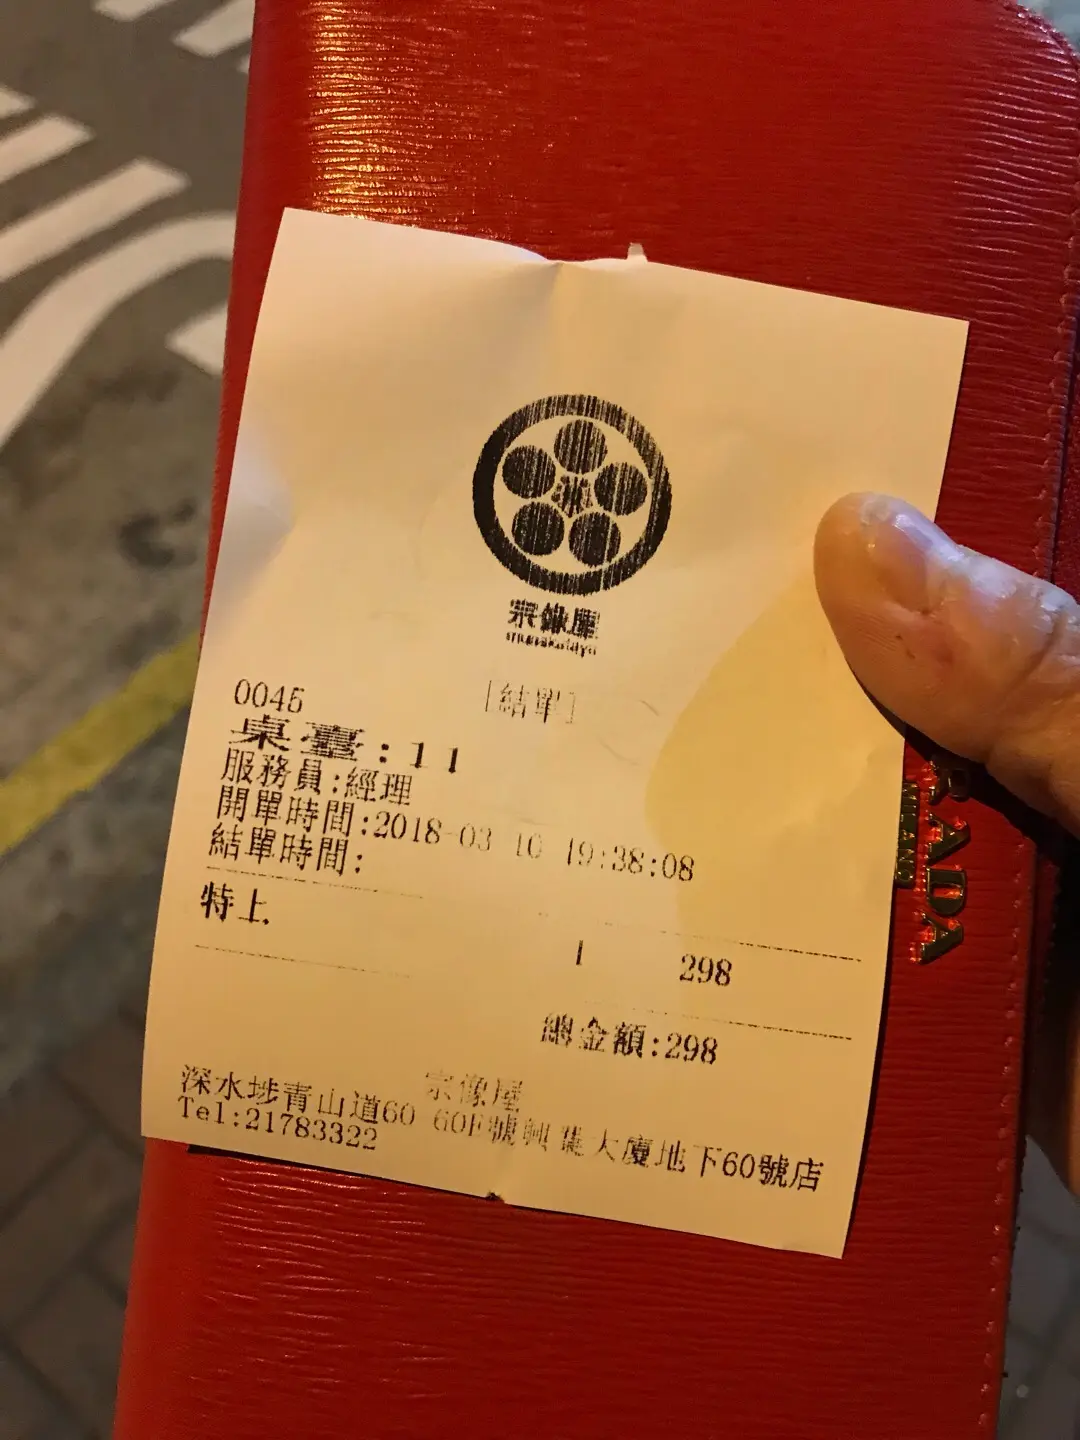 宗像屋
munakatdya
[結單]
0045
桌臺:11
服務員:經理
開單時間:2018-03-10 19:38:08
結單時間:
特上
1 298
總金額:298
宗像屋
深水埗青山道60 60E號興華大廈地下60號店
Tel:21783322
PRADA
MILANO